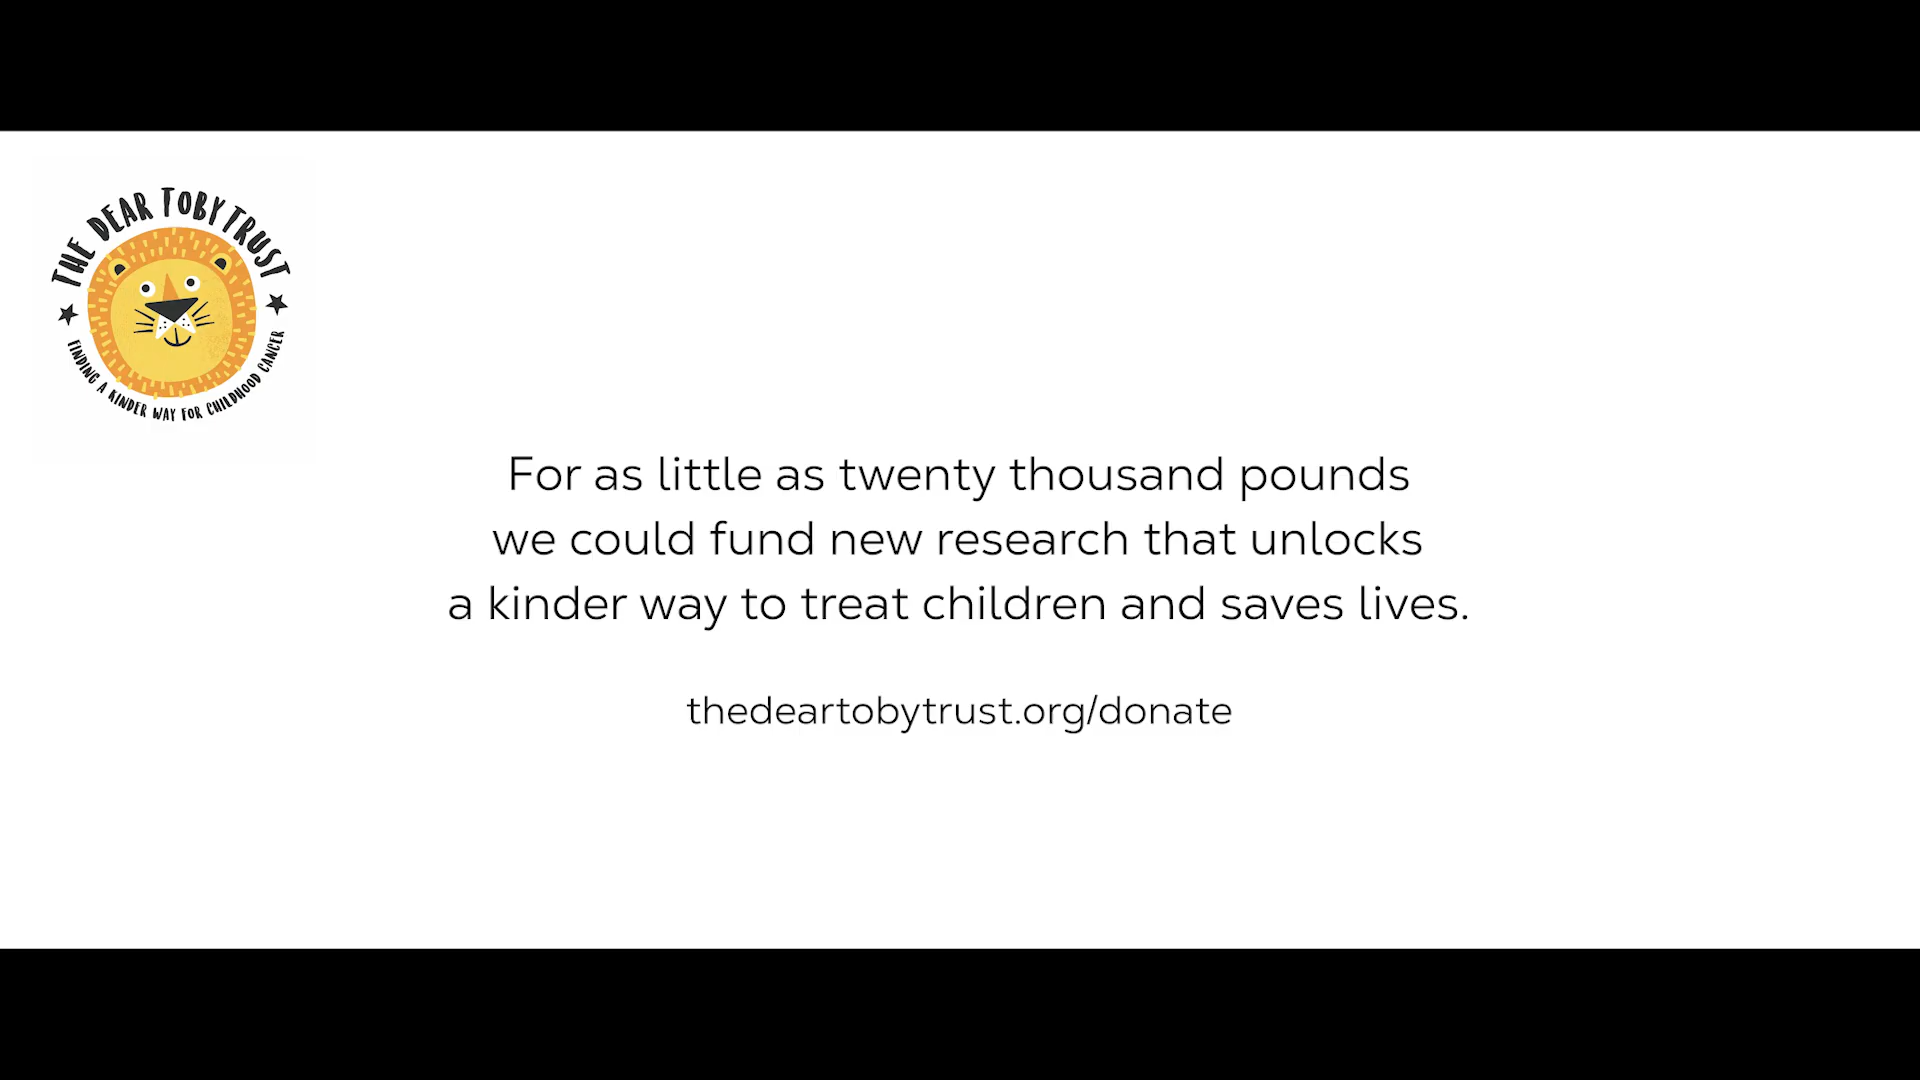 THE DEAR TOBY TRUST
FINDING A KINDER WAY FOR CHILDHOOD CANCER
For as little as twenty thousand pounds
we could fund new research that unlocks
a kinder way to treat children and saves lives.
thedeartobytrust.org/donate